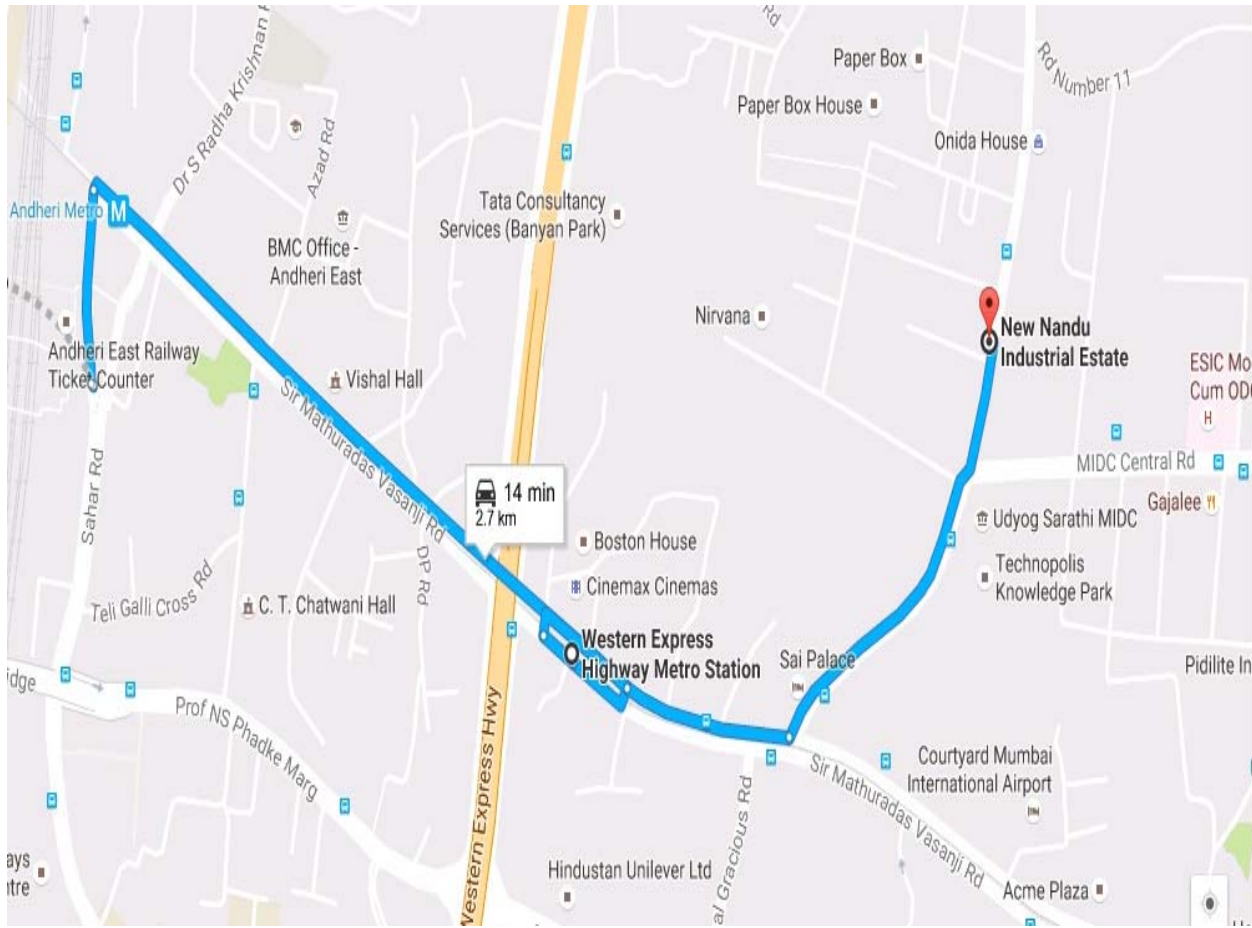 Rd
Paper Box
Rd Number 11
Paper Box House
Onida House
Dr S Radha Krishnan
Azad Rd
Andheri Metro M
Tata Consultancy
Services (Banyan Park)
BMC Office -
Andheri East
Nirvana
New Nandu
Industrial Estate
Andheri East Railway
Ticket Counter
ESIC Mo
Cum OD
H
Vishal Hall
Sir Mathuradas Vasanji Rd
MIDC Central Rd
14 min
2.7 km
Gajalee
Sahar Rd
Udyog Sarathi MIDC
Boston House
DP Rd
Technopolis
Knowledge Park
Teli Galli Cross Rd
Cinemax Cinemas
C. T. Chatwani Hall
Western Express
Highway Metro Station
Sai Palace
Pidilite In
idge
Prof NS Phadke Marg
Western Express Hwy
Courtyard Mumbai
International Airport
Sir Mathuradas Vasanji Rd
al Gracious Rd
Hindustan Unilever Ltd
ays
ntre
Acme Plaza